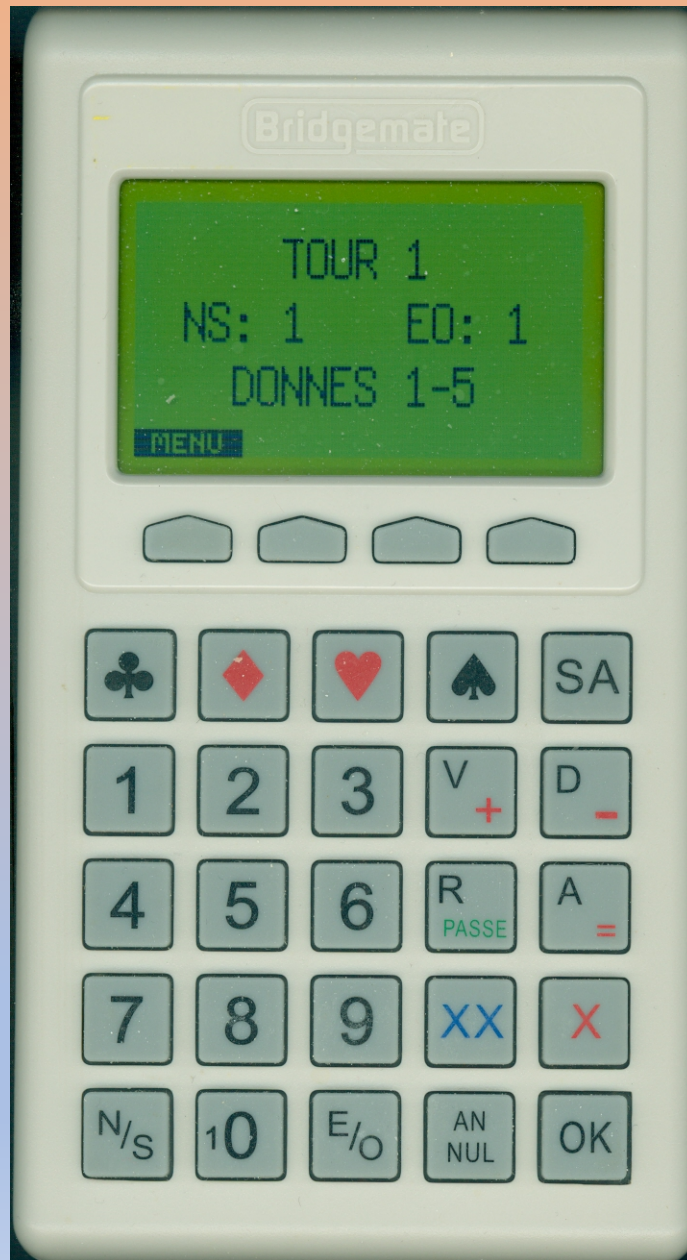 Bridgemate
TOUR 1
NS: 1 EO: 1
DONNES 1-5
MENU
♣ ♦ ♥ ♠ SA
1 2 3 V + D -
4 5 6 R PASSE A =
7 8 9 XX X
N/S 10 E/O AN NUL OK